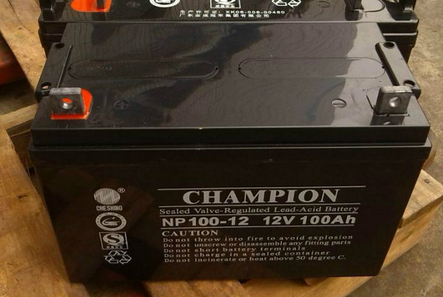 CHAMPION
Sealed Valve-Regulated Lead-Acid Battery
NP 100-12 12V 100Ah
CAUTION
Do not throw into fire to avoid explosion
Do not unscrew or disassemble any fitting parts
Do not short battery terminals
Do not charge in a sealed container
Do not incinerate or heat above 50 degree C.